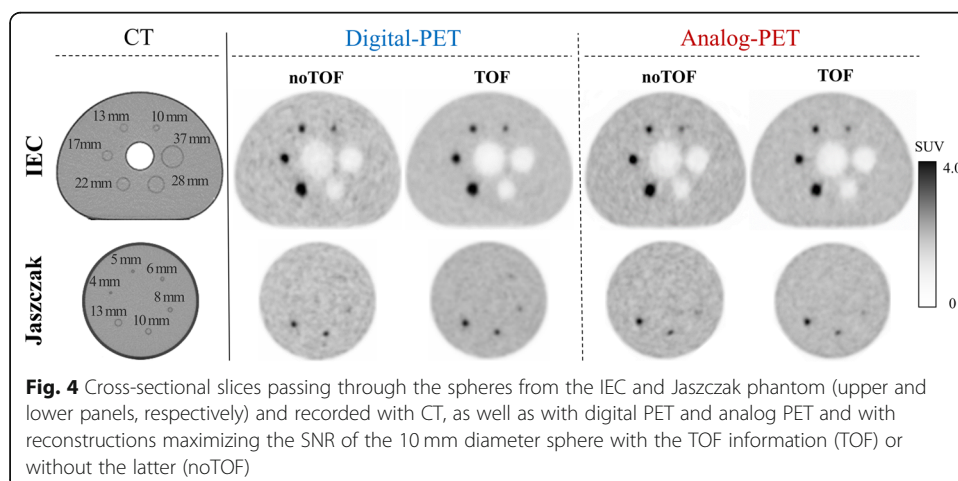 CT
Digital-PET
Analog-PET
noTOF
TOF
noTOF
TOF
IEC
13 mm
10 mm
17mm
37 mm
22 mm
28 mm
SUV
4.0
0
Jaszczak
5 mm
6 mm
4 mm
8 mm
13 mm
10 mm
Fig. 4 Cross-sectional slices passing through the spheres from the IEC and Jaszczak phantom (upper and
lower panels, respectively) and recorded with CT, as well as with digital PET and analog PET and with
reconstructions maximizing the SNR of the 10 mm diameter sphere with the TOF information (TOF) or
without the latter (noTOF)